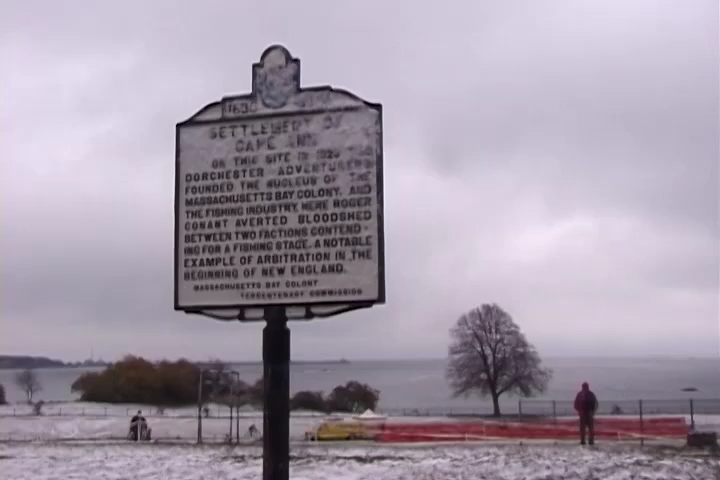 1630
SETTLEMENT OF
CAPE ANN
ON THIS SITE IN
DORCHESTER ADVENTURERS
FOUNDED THE NUCLEUS OF THE
MASSACHUSETTS BAY COLONY, AND
THE FISHING INDUSTRY. HERE ROGER
CONANT AVERTED BLOODSHED
BETWEEN TWO FACTIONS CONTEND-
ING FOR A FISHING STAGE. A NOTABLE
EXAMPLE OF ARBITRATION IN THE
BEGINNING OF NEW ENGLAND.
MASSACHUSETTS BAY COLONY
TERCENTENARY COMMISSION